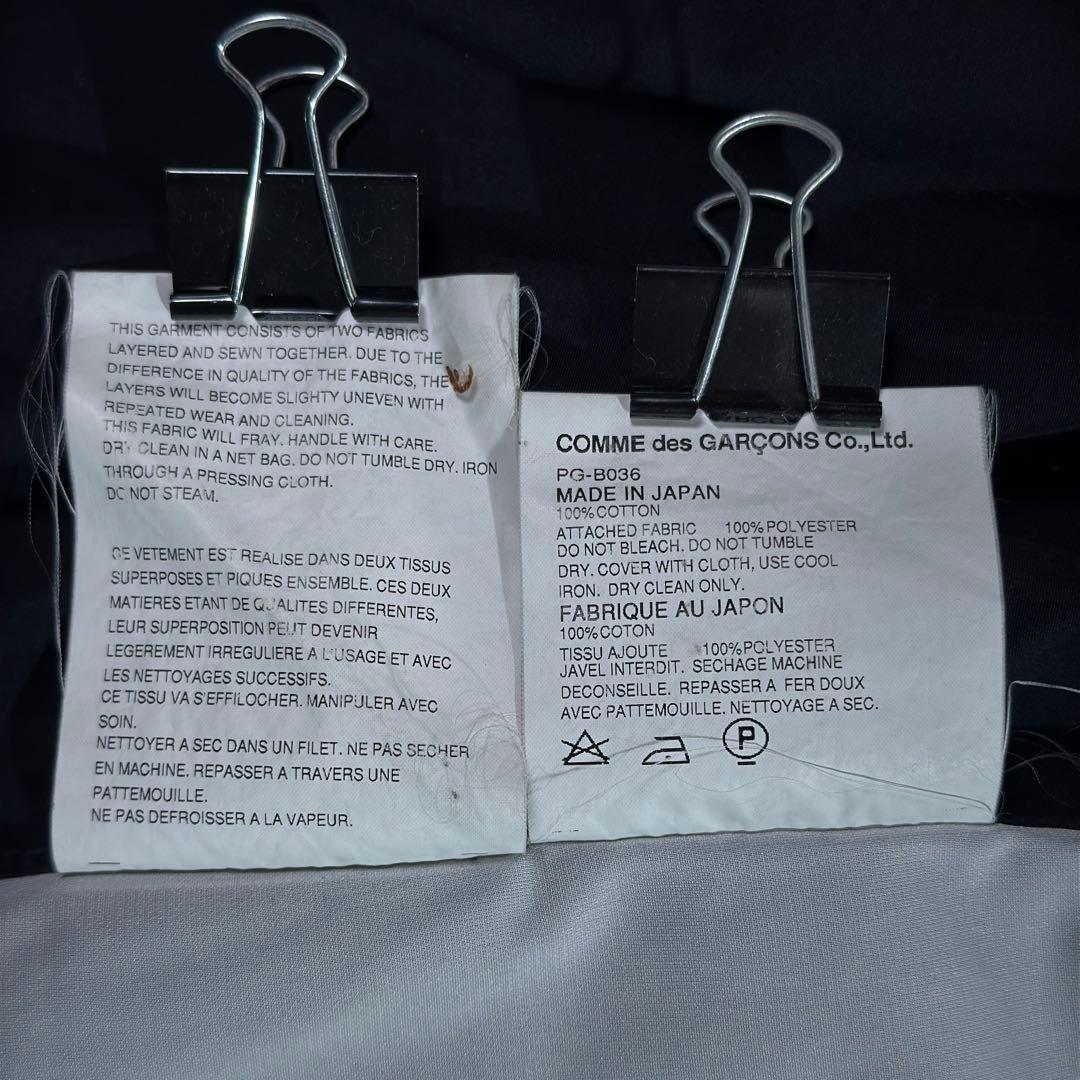 THIS GARMENT CONSISTS OF TWO FABRICS
LAYERED AND SEWN TOGETHER. DUE TO THE
DIFFERENCE IN QUALITY OF THE FABRICS, THE
LAYERS WILL BECOME SLIGHTY UNEVEN WITH
REPEATED WEAR AND CLEANING.
THIS FABRIC WILL FRAY. HANDLE WITH CARE.
DRY CLEAN IN A NET BAG. DO NOT TUMBLE DRY. IRON
THROUGH A PRESSING CLOTH.
DO NOT STEAM.
CE VETEMENT EST REALISE DANS DEUX TISSUS
SUPERPOSES ET PIQUES ENSEMBLE. CES DEUX
MATIERES ETANT DE QUALITES DIFFERENTES,
LEUR SUPERPOSITION PEUT DEVENIR
LEGEREMENT IRREGULIERE A L'USAGE ET AVEC
LES NETTOYAGES SUCCESSIFS.
CE TISSU VA S'EFFILOCHER. MANIPULER AVEC
SOIN.
NETTOYER A SEC DANS UN FILET. NE PAS SECHER
EN MACHINE. REPASSER A TRAVERS UNE
PATTEMOUILLE.
NE PAS DEFROISSER A LA VAPEUR.
COMME des GARÇONS Co.,Ltd.
PG-B036
MADE IN JAPAN
100% COTTON
ATTACHED FABRIC 100% POLYESTER
DO NOT BLEACH. DO NOT TUMBLE
DRY. COVER WITH CLOTH, USE COOL
IRON. DRY CLEAN ONLY.
FABRIQUE AU JAPON
100% COTON
TISSU AJOUTE 100% POLYESTER
JAVEL INTERDIT. SECHAGE MACHINE
DECONSEILLE. REPASSER A FER DOUX
AVEC PATTEMOUILLE. NETTOYAGE A SEC.
P